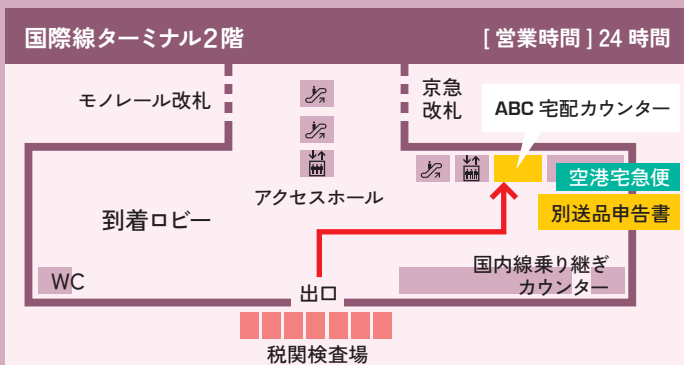 国際線ターミナル2階
[ 営業時間 ] 24 時間
モノレール改札
京急
改札
ABC 宅配カウンター
アクセスホール
空港宅急便
別送品申告書
到着ロビー
WC
国内線乗り継ぎ
カウンター
出口
税関検査場